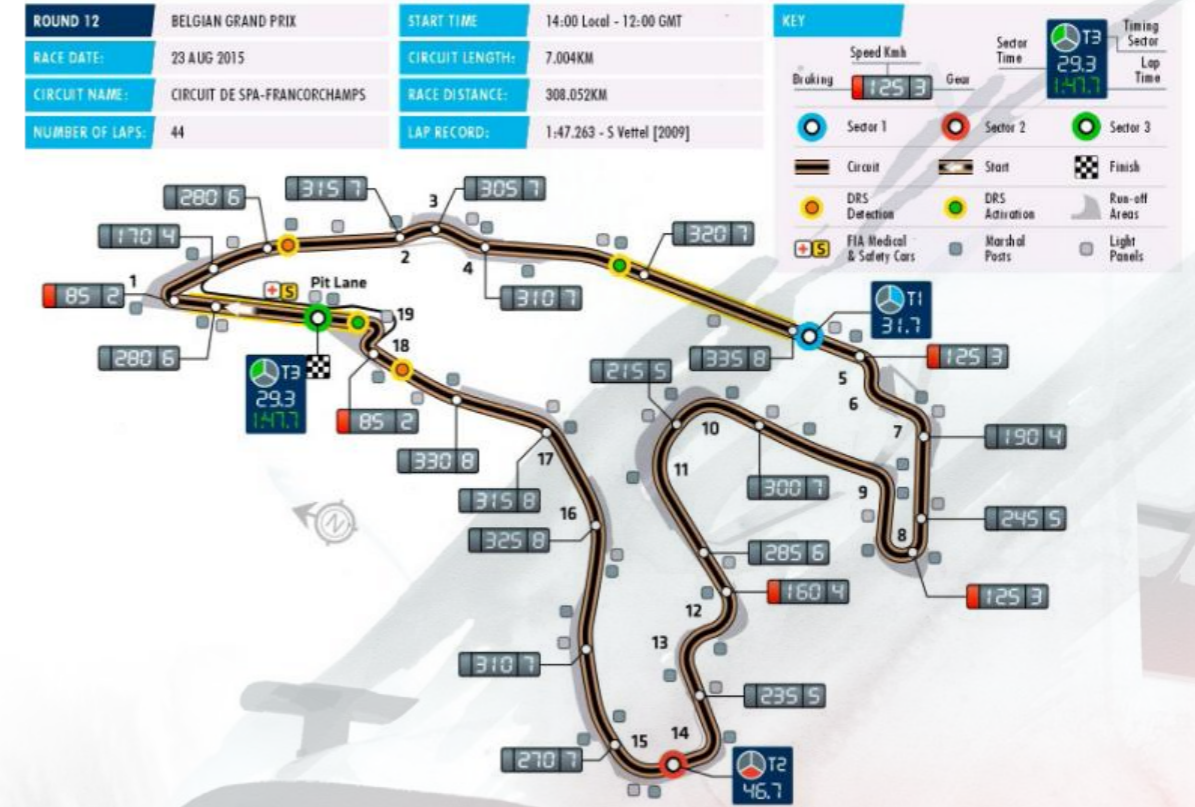 ROUND 12 BELGIAN GRAND PRIX START TIME 14:00 Local - 12:00 GMT
RACE DATE: 23 AUG 2015 CIRCUIT LENGTH: 7.004KM
CIRCUIT NAME: CIRCUIT DE SPA-FRANCORCHAMPS RACE DISTANCE: 308.052KM
NUMBER OF LAPS: 44 LAP RECORD: 1:47.263 - S Vettel [2009]
KEY
Speed Kmh
Braking 125 3 Gear
Sector Time
T3
29.3
1:47.7
Timing Sector
Lap Time
Sector 1 Sector 2 Sector 3
Circuit Start Finish
DRS Detection DRS Activation Run-off Areas
S FIA Medical & Safety Cars Marshal Posts Light Panels
280 6
315 7
3
305 7
170 4
2
4
320 7
1
85 2
S
Pit Lane
310 7
T1
31.7
19
280 6
18
335 8
5
125 3
T3
29.3
1:47.7
215 5
6
85 2
10
7
190 4
330 8
17
11
300 7
9
315 8
16
8
245 5
325 8
285 6
N
160 4
125 3
12
13
310 7
235 5
15
14
270 7
T2
46.7